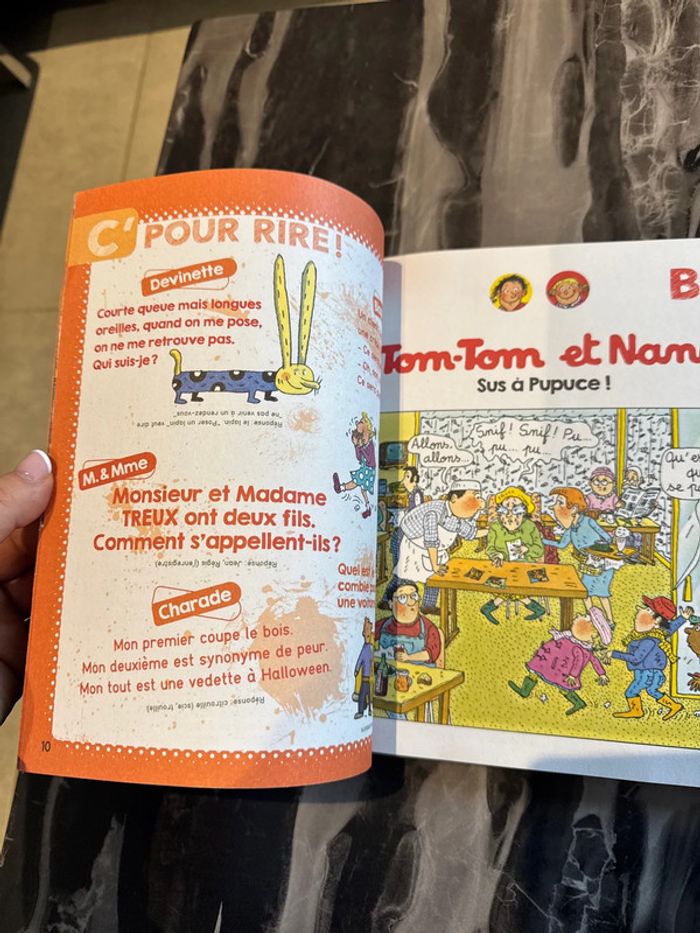 C' POUR RIRE !
Devinette
Courte queue mais longues
oreilles, quand on me pose,
on ne me retrouve pas.
Qui suis-je ?
Réponse : le lapin. "Poser un lapin" veut dire
"ne pas venir à un rendez-vous".
M. & Mme
Monsieur et Madame
TREUX ont deux fils.
Comment s'appellent-ils ?
Réponse : Jean, Régis (j'enregistre)
Charade
Mon premier coupe le bois.
Mon deuxième est synonyme de peur.
Mon tout est une vedette à Halloween.
Réponse : citrouille (scie, trouille)
10
Quel est
une
Tom-Tom et Nan
Sus à Pupuce !
Allons,
allons...
Snif ! Snif ! Pu...
pu... pu...
Qu'e
se